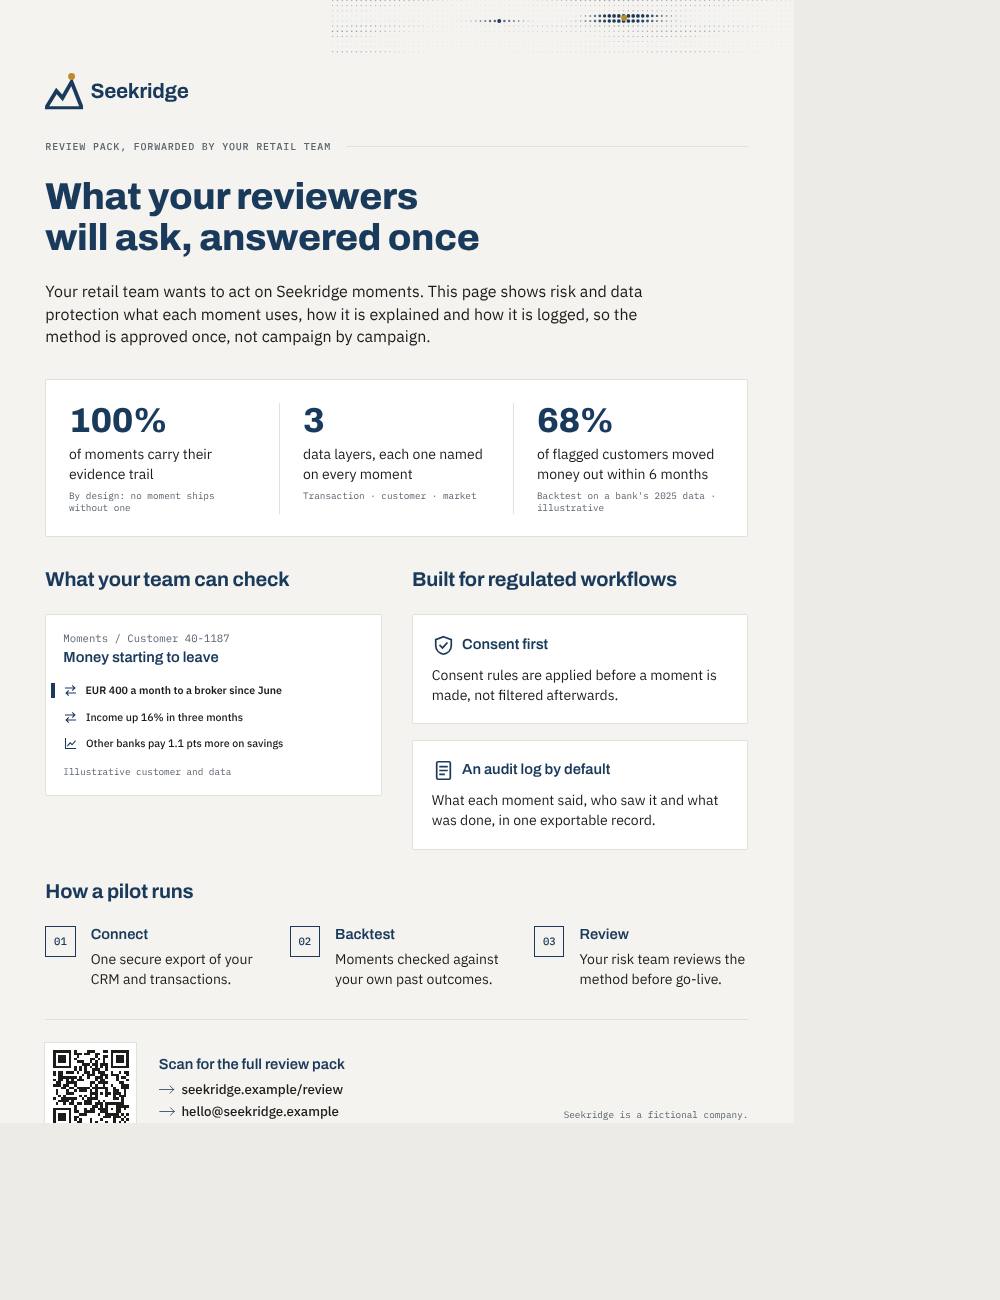 Seekridge
REVIEW PACK, FORWARDED BY YOUR RETAIL TEAM
What your reviewers
will ask, answered once
Your retail team wants to act on Seekridge moments. This page shows risk and data
protection what each moment uses, how it is explained and how it is logged, so the
method is approved once, not campaign by campaign.
100%
of moments carry their
evidence trail
By design: no moment ships
without one
3
data layers, each one named
on every moment
Transaction · customer · market
68%
of flagged customers moved
money out within 6 months
Backtest on a bank's 2025 data ·
illustrative
What your team can check
Moments / Customer 40-1187
Money starting to leave
EUR 400 a month to a broker since June
Income up 16% in three months
Other banks pay 1.1 pts more on savings
Illustrative customer and data
Built for regulated workflows
Consent first
Consent rules are applied before a moment is
made, not filtered afterwards.
An audit log by default
What each moment said, who saw it and what
was done, in one exportable record.
How a pilot runs
01
Connect
One secure export of your
CRM and transactions.
02
Backtest
Moments checked against
your own past outcomes.
03
Review
Your risk team reviews the
method before go-live.
Scan for the full review pack
seekridge.example/review
hello@seekridge.example
Seekridge is a fictional company.